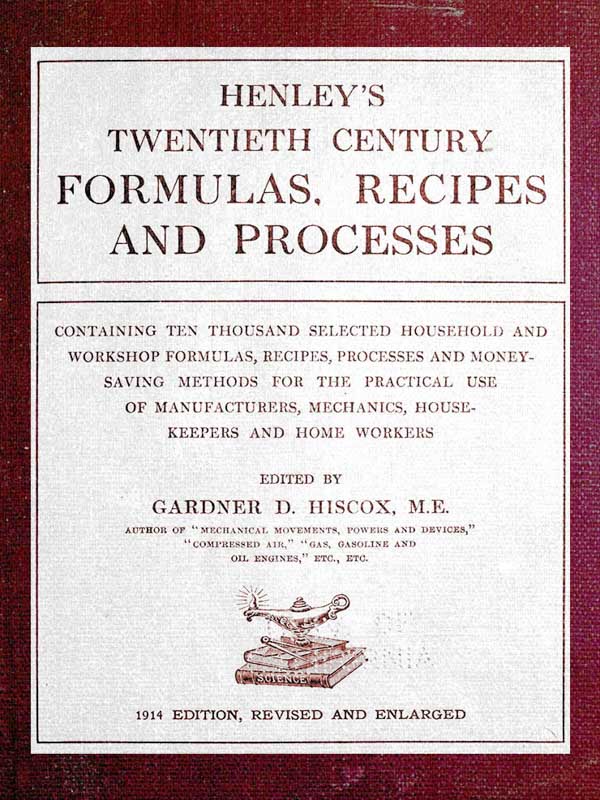 HENLEY'S
TWENTIETH CENTURY
FORMULAS, RECIPES
AND PROCESSES
CONTAINING TEN THOUSAND SELECTED HOUSEHOLD AND
WORKSHOP FORMULAS, RECIPES, PROCESSES AND MONEY-
SAVING METHODS FOR THE PRACTICAL USE
OF MANUFACTURERS, MECHANICS, HOUSE-
KEEPERS AND HOME WORKERS
EDITED BY
GARDNER D. HISCOX, M.E.
AUTHOR OF "MECHANICAL MOVEMENTS, POWERS AND DEVICES,"
"COMPRESSED AIR," "GAS, GASOLINE AND
OIL ENGINES," ETC., ETC.
SCIENCE
1914 EDITION, REVISED AND ENLARGED